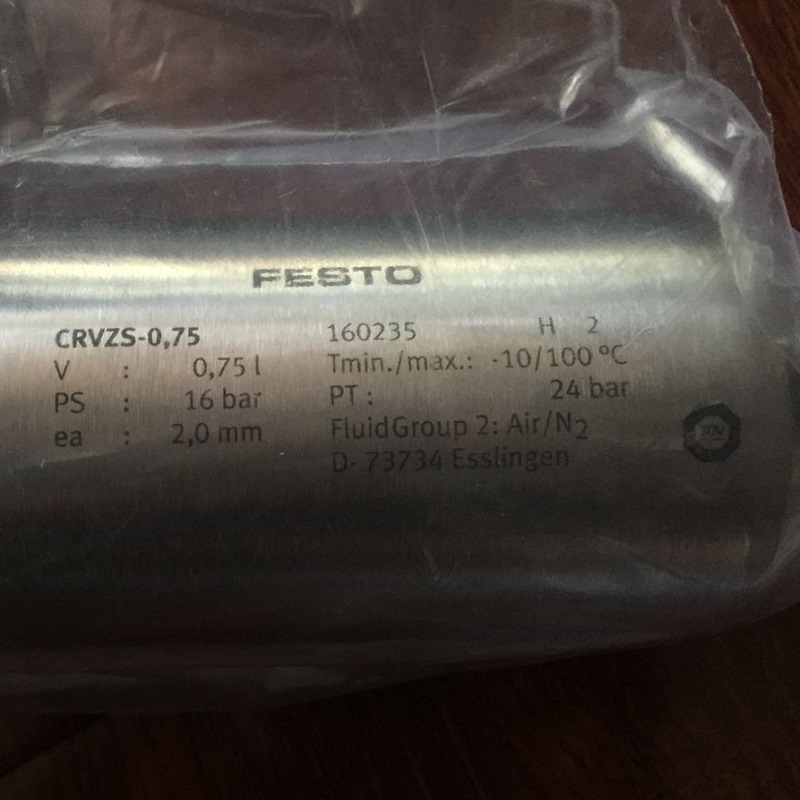 FESTO
CRVZS-0,75 160235 H 2
V : 0,75 l Tmin./max.: -10/100 °C
PS : 16 bar PT : 24 bar
ea : 2,0 mm FluidGroup 2: Air/N2
D- 73734 Esslingen
TÜV